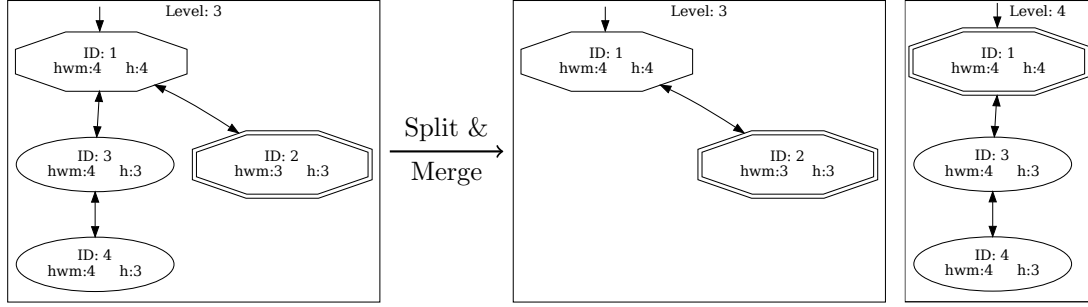 Level: 3
ID: 1
hwm:4 h:4
ID: 3
hwm:4 h:3
ID: 2
hwm:3 h:3
ID: 4
hwm:4 h:3
Split &
Merge
Level: 3
ID: 1
hwm:4 h:4
ID: 2
hwm:3 h:3
Level: 4
ID: 1
hwm:4 h:4
ID: 3
hwm:4 h:3
ID: 4
hwm:4 h:3